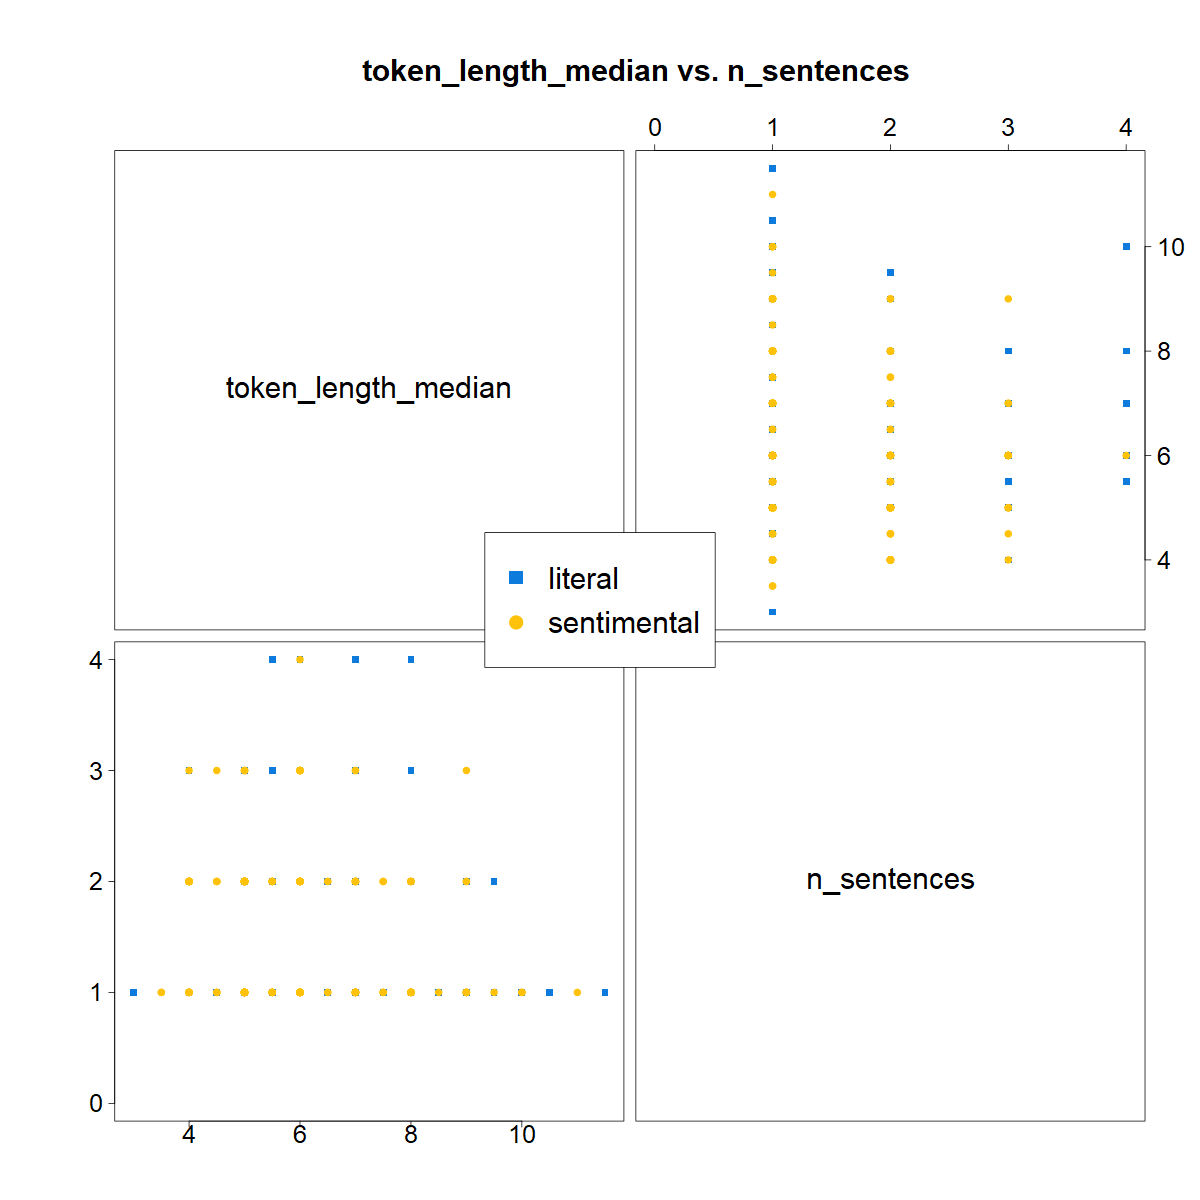 token_length_median vs. n_sentences
0 1 2 3 4
token_length_median
10
8
6
4
literal
sentimental
4
3
2
1
0
n_sentences
4 6 8 10